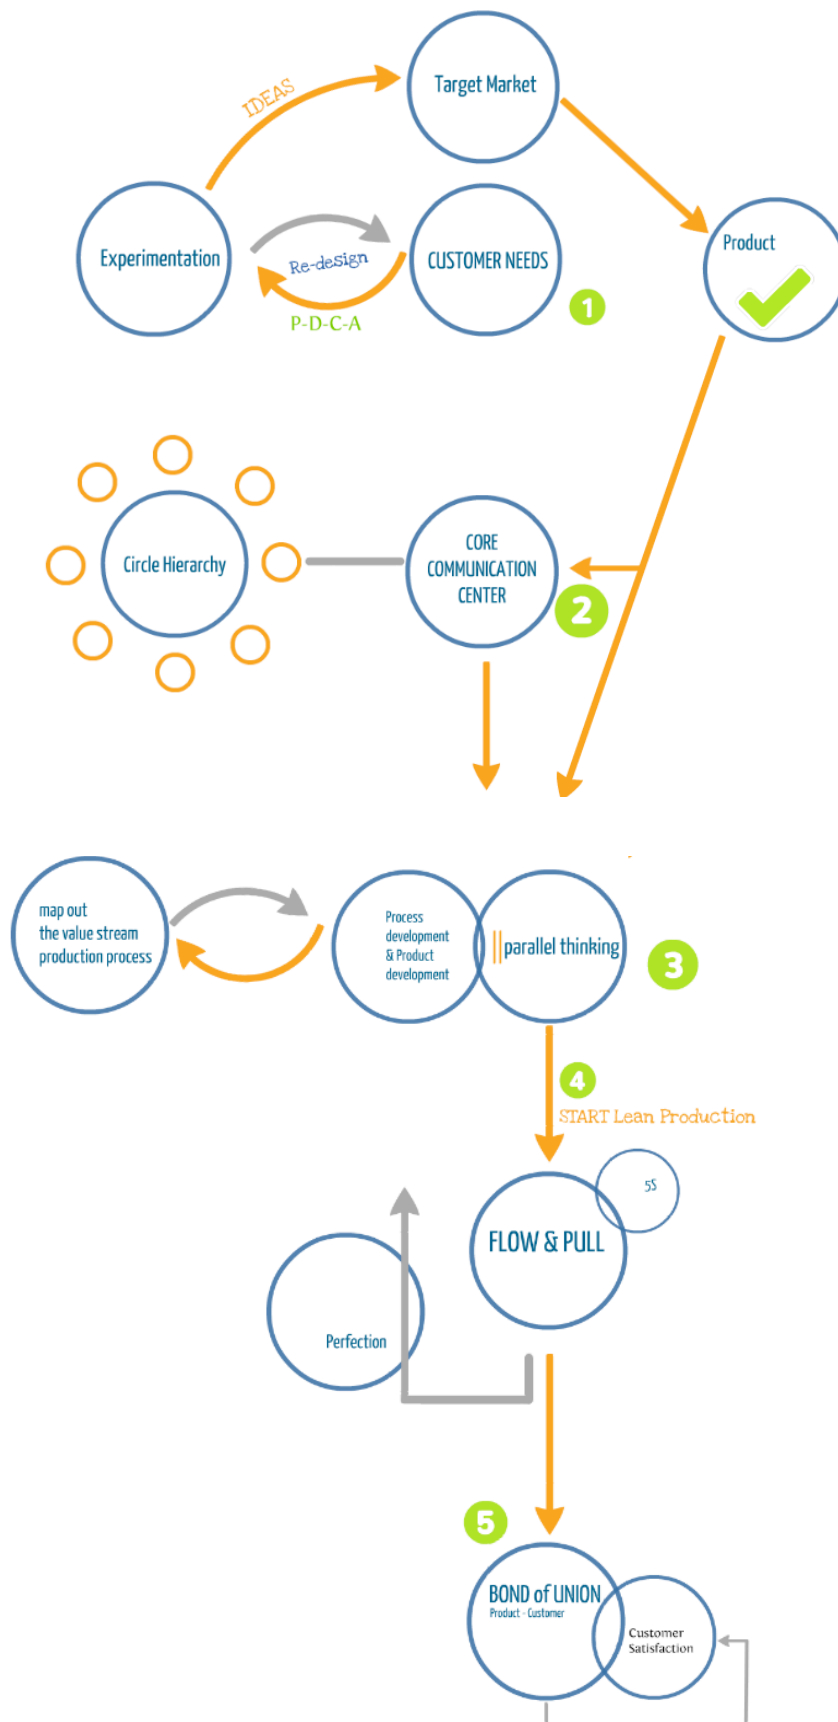 IDEAS
Target Market
Product
Experimentation
Re-design
P-D-C-A
CUSTOMER NEEDS
1
Circle Hierarchy
CORE
COMMUNICATION
CENTER
2
map out
the value stream
production process
Process
development
& Product
development
||parallel thinking
3
4
START Lean Production
5S
FLOW & PULL
Perfection
5
BOND of UNION
Product - Customer
Customer
Satisfaction